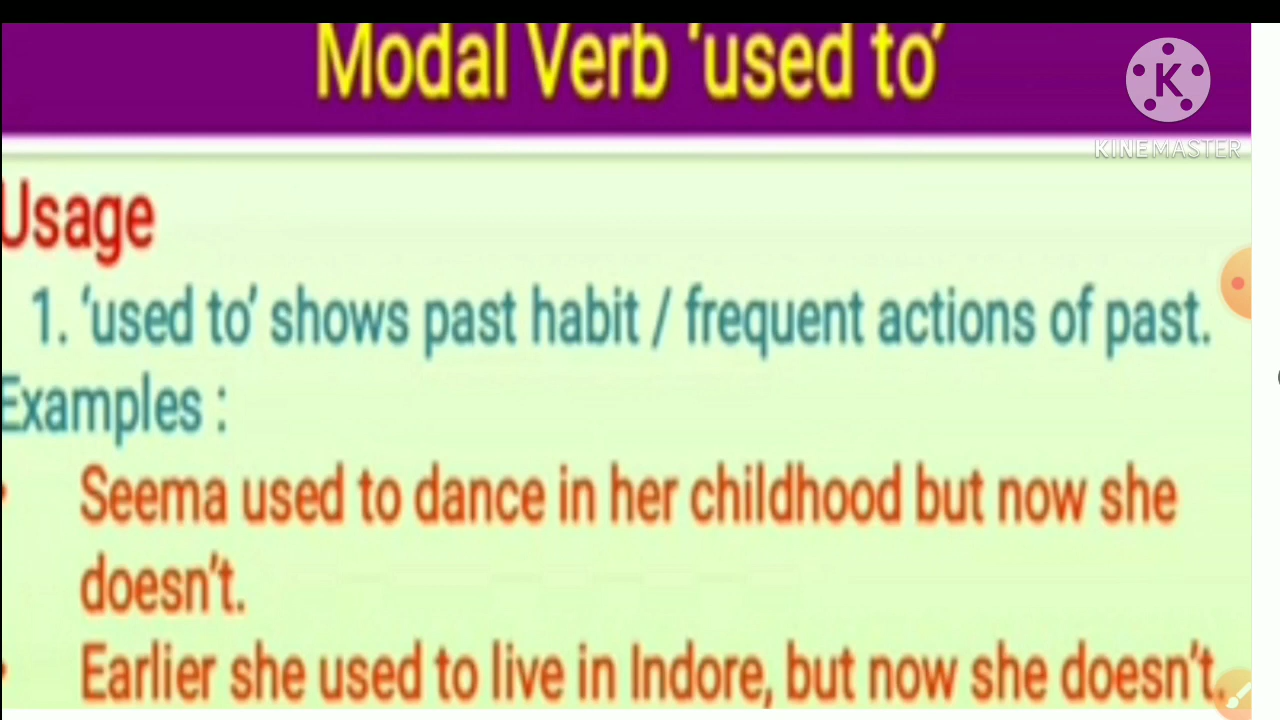 Modal Verb 'used to'
K
KINEMASTER
Usage
1. 'used to' shows past habit / frequent actions of past.
Examples :
Seema used to dance in her childhood but now she
doesn't.
Earlier she used to live in Indore, but now she doesn't.